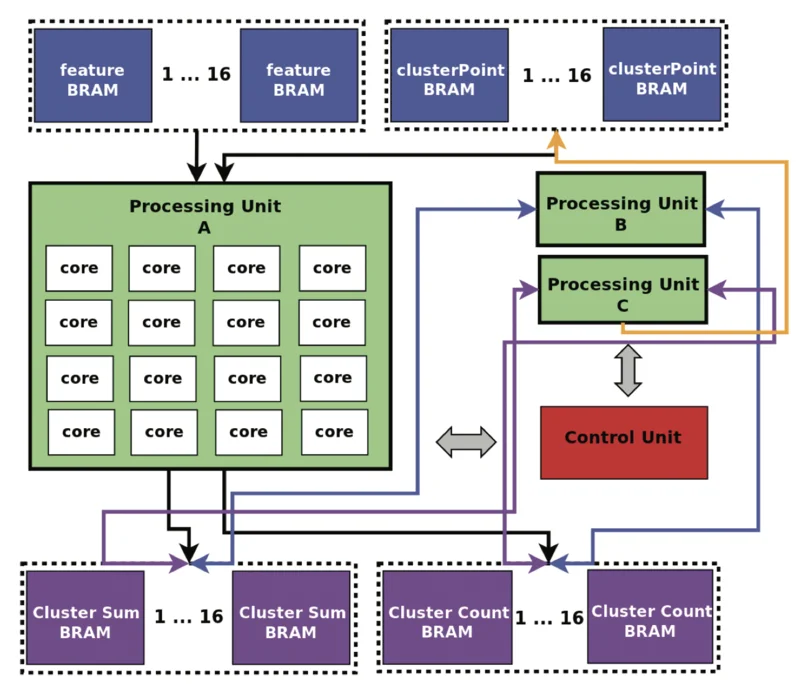 feature
BRAM
1 ... 16
feature
BRAM
clusterPoint
BRAM
1 ... 16
clusterPoint
BRAM
Processing Unit
A
core core core core
core core core core
core core core core
core core core core
Processing Unit
B
Processing Unit
C
Control Unit
Cluster Sum
BRAM
1 ... 16
Cluster Sum
BRAM
Cluster Count
BRAM
1 ... 16
Cluster Count
BRAM